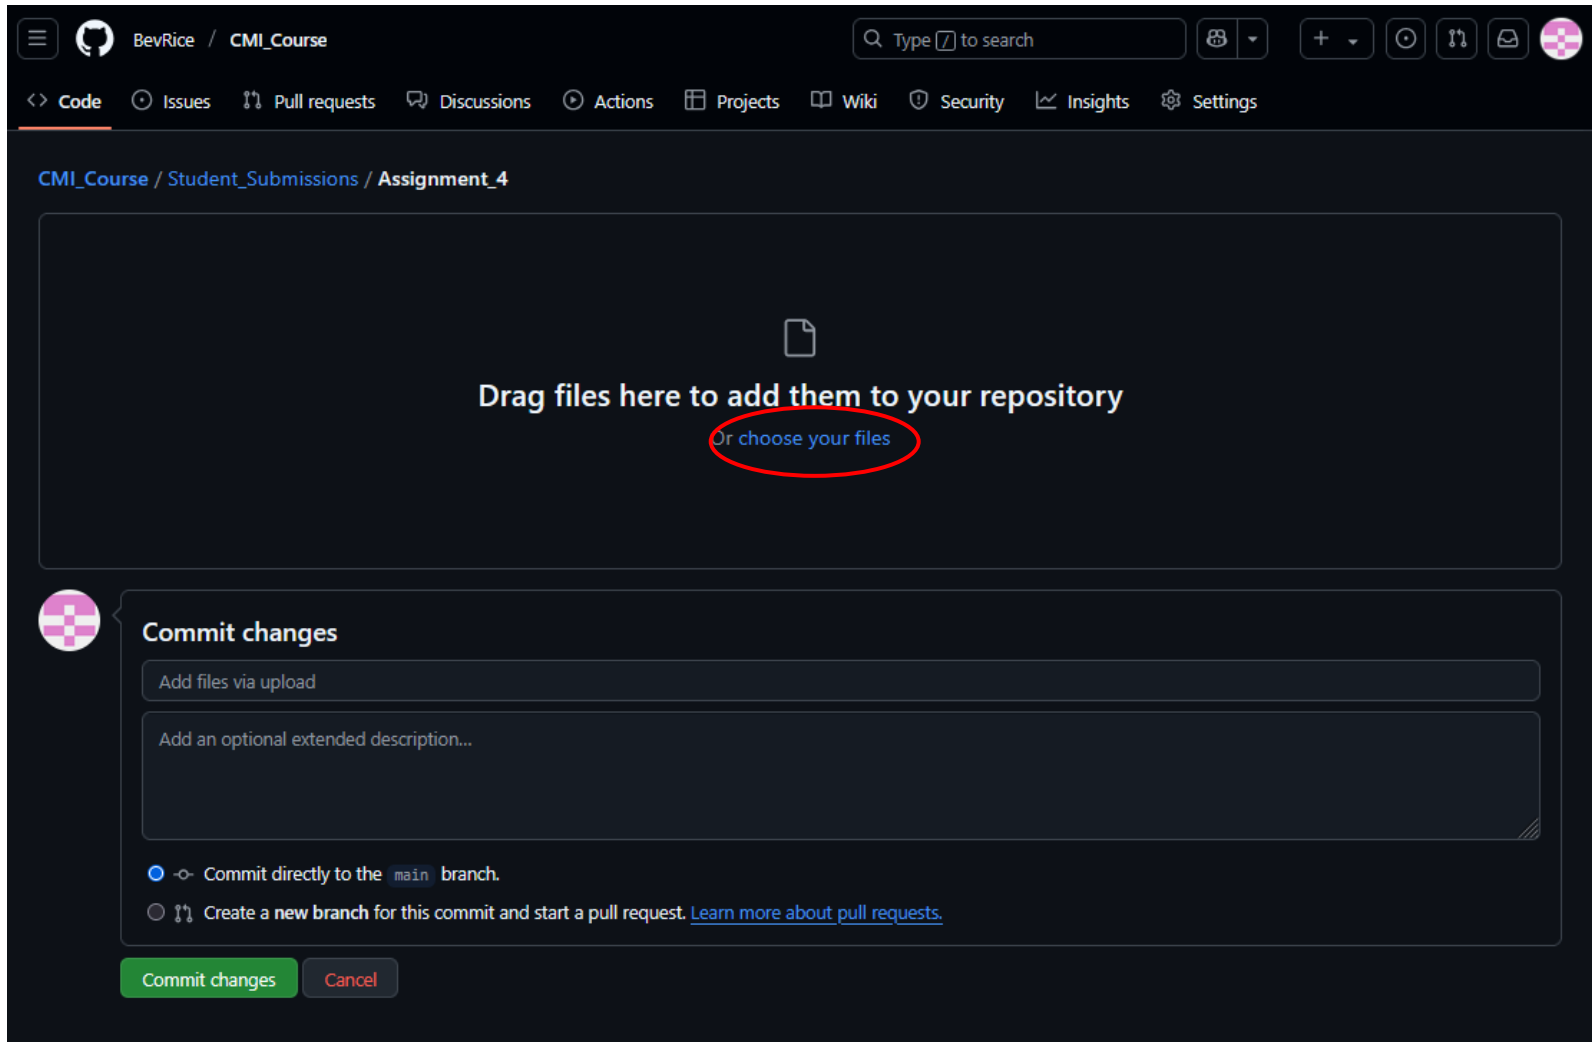 BevRice / CMI_Course
Type / to search
Code Issues Pull requests Discussions Actions Projects Wiki Security Insights Settings
CMI_Course / Student_Submissions / Assignment_4
Drag files here to add them to your repository
Or choose your files
Commit changes
Add files via upload
Add an optional extended description...
Commit directly to the main branch.
Create a new branch for this commit and start a pull request. Learn more about pull requests.
Commit changes Cancel